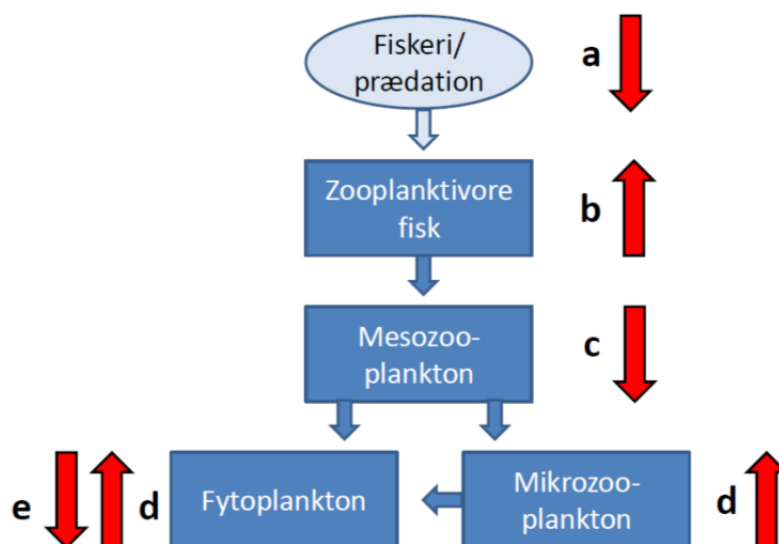 Fiskeri/
prædation
a
Zooplanktivore
fisk
b
Mesozoo-
plankton
c
e
d
Fytoplankton
Mikrozoo-
plankton
d